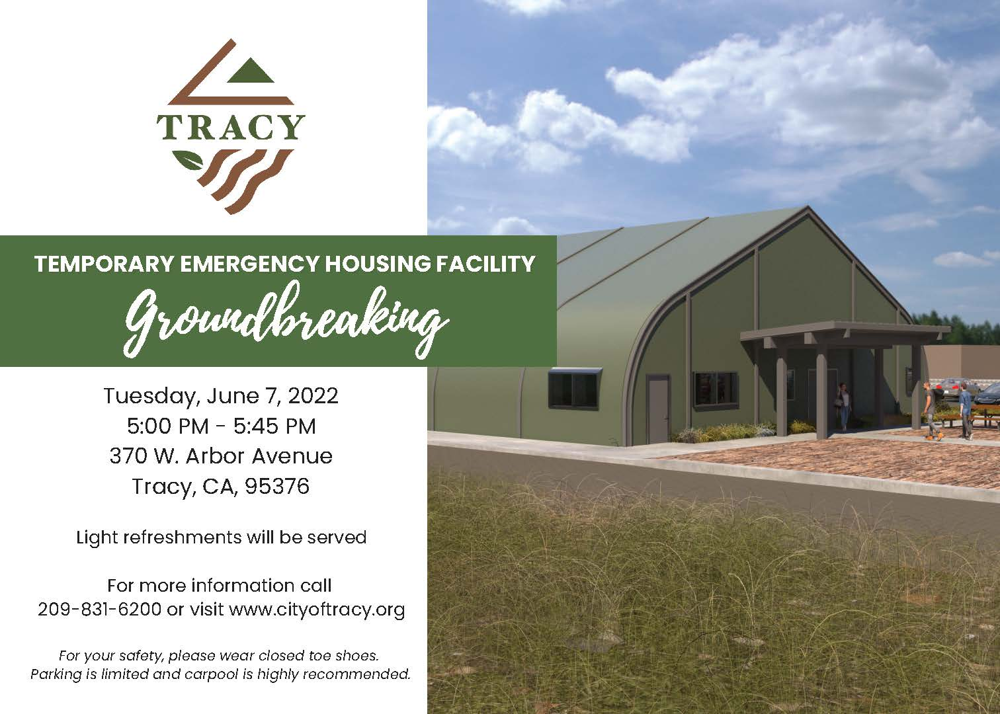 TRACY
TEMPORARY EMERGENCY HOUSING FACILITY
Groundbreaking
Tuesday, June 7, 2022
5:00 PM - 5:45 PM
370 W. Arbor Avenue
Tracy, CA, 95376
Light refreshments will be served
For more information call
209-831-6200 or visit www.cityoftracy.org
For your safety, please wear closed toe shoes.
Parking is limited and carpool is highly recommended.